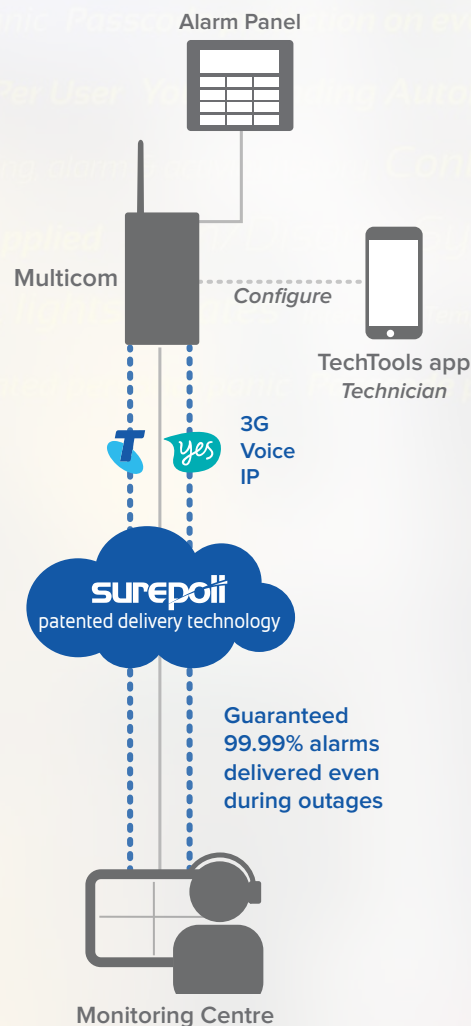 Alarm Panel
Multicom
Configure
TechTools app
Technician
T
yes
3G
Voice
IP
surepoll
patented delivery technology
Guaranteed
99.99% alarms
delivered even
during outages
Monitoring Centre